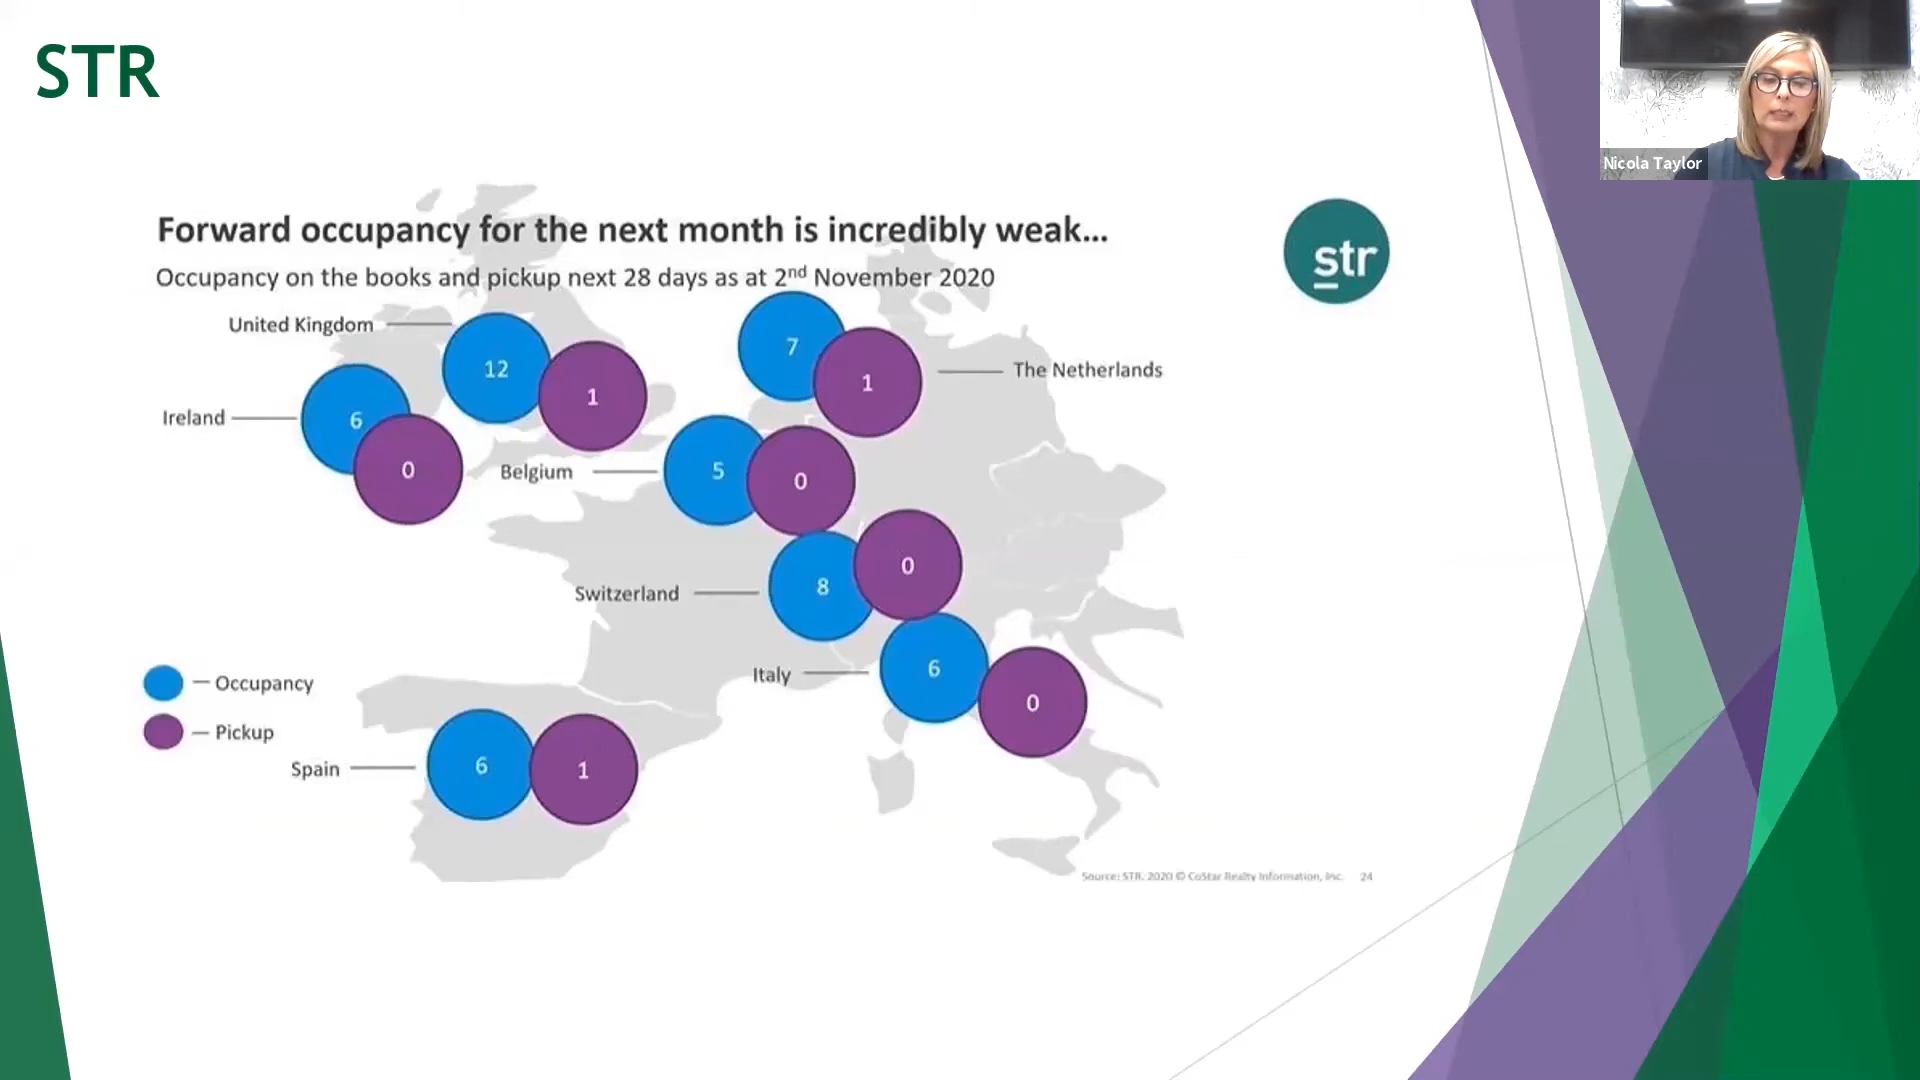 STR
Nicola Taylor
Forward occupancy for the next month is incredibly weak...
str
Occupancy on the books and pickup next 28 days as at 2nd November 2020
United Kingdom
12
1
7
1
The Netherlands
Ireland
6
0
Belgium
5
0
Switzerland
8
0
Italy
6
0
Occupancy
Pickup
Spain
6
1
Source: STR. 2020 © CoStar Realty Information, Inc. 24